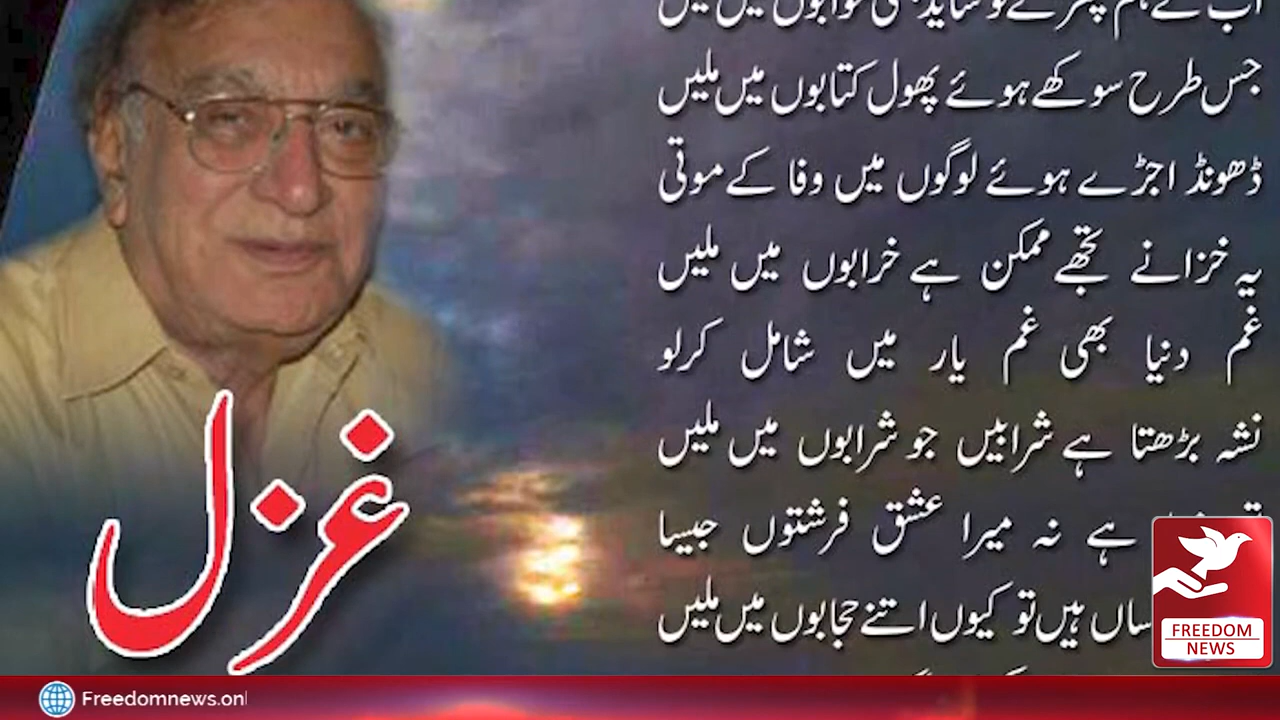 جس طرح سوکھے ہوئے پھول کتابوں میں ملیں
ڈھونڈ اجڑے ہوئے لوگوں میں وفا کے موتی
یہ خزانے تجھے ممکن ہے خرابوں میں ملیں
غم دنیا بھی غم یار میں شامل کرلو
نشہ بڑھتا ہے شرابیں جو شرابوں میں ملیں
ہے نہ میرا عشق فرشتوں جیسا
ہیں تو کیوں اتنے حجابوں میں ملیں
غزل
FREEDOM
NEWS
Freedomnews.onl